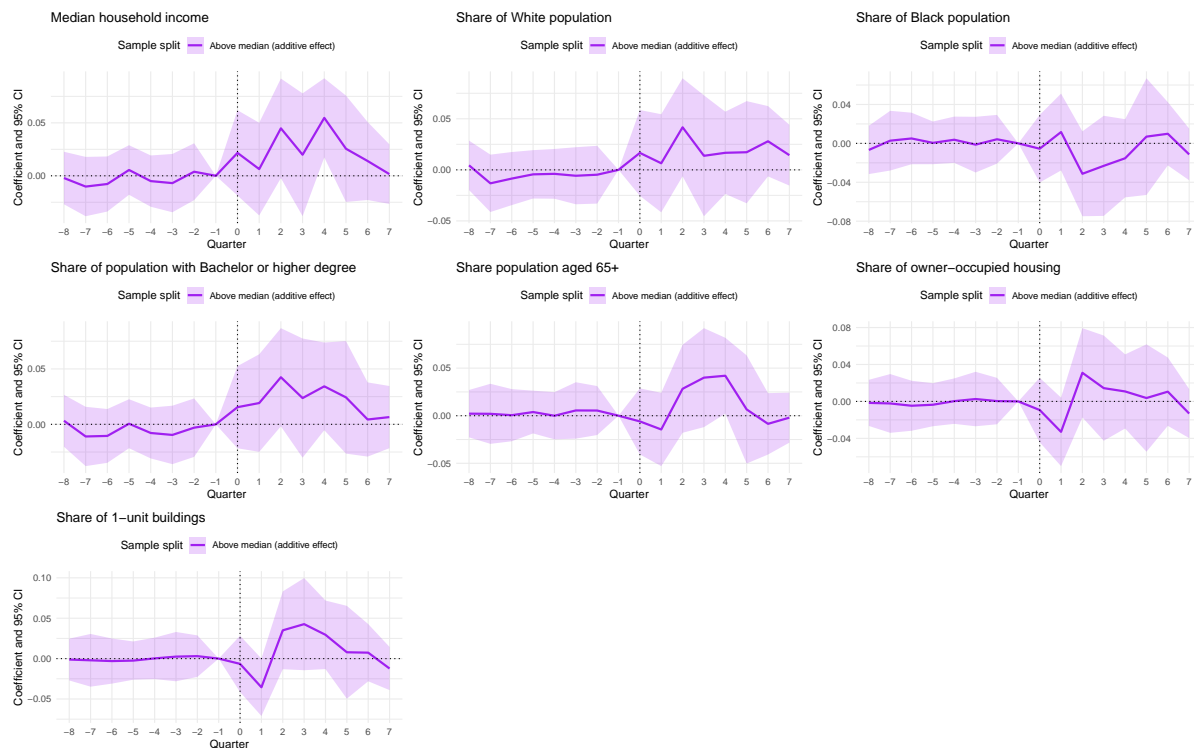 Median household income
Sample split Above median (additive effect)
Coefficient and 95% CI
0.05
0.00
−8 −7 −6 −5 −4 −3 −2 −1 0 1 2 3 4 5 6 7
Quarter
Share of White population
Sample split Above median (additive effect)
Coefficient and 95% CI
0.05
0.00
−0.05
−8 −7 −6 −5 −4 −3 −2 −1 0 1 2 3 4 5 6 7
Quarter
Share of Black population
Sample split Above median (additive effect)
Coefficient and 95% CI
0.04
0.00
−0.04
−0.08
−8 −7 −6 −5 −4 −3 −2 −1 0 1 2 3 4 5 6 7
Quarter
Share of population with Bachelor or higher degree
Sample split Above median (additive effect)
Coefficient and 95% CI
0.05
0.00
−8 −7 −6 −5 −4 −3 −2 −1 0 1 2 3 4 5 6 7
Quarter
Share population aged 65+
Sample split Above median (additive effect)
Coefficient and 95% CI
0.05
0.00
−0.05
−8 −7 −6 −5 −4 −3 −2 −1 0 1 2 3 4 5 6 7
Quarter
Share of owner−occupied housing
Sample split Above median (additive effect)
Coefficient and 95% CI
0.08
0.04
0.00
−0.04
−8 −7 −6 −5 −4 −3 −2 −1 0 1 2 3 4 5 6 7
Quarter
Share of 1−unit buildings
Sample split Above median (additive effect)
Coefficient and 95% CI
0.10
0.05
0.00
−0.05
−8 −7 −6 −5 −4 −3 −2 −1 0 1 2 3 4 5 6 7
Quarter